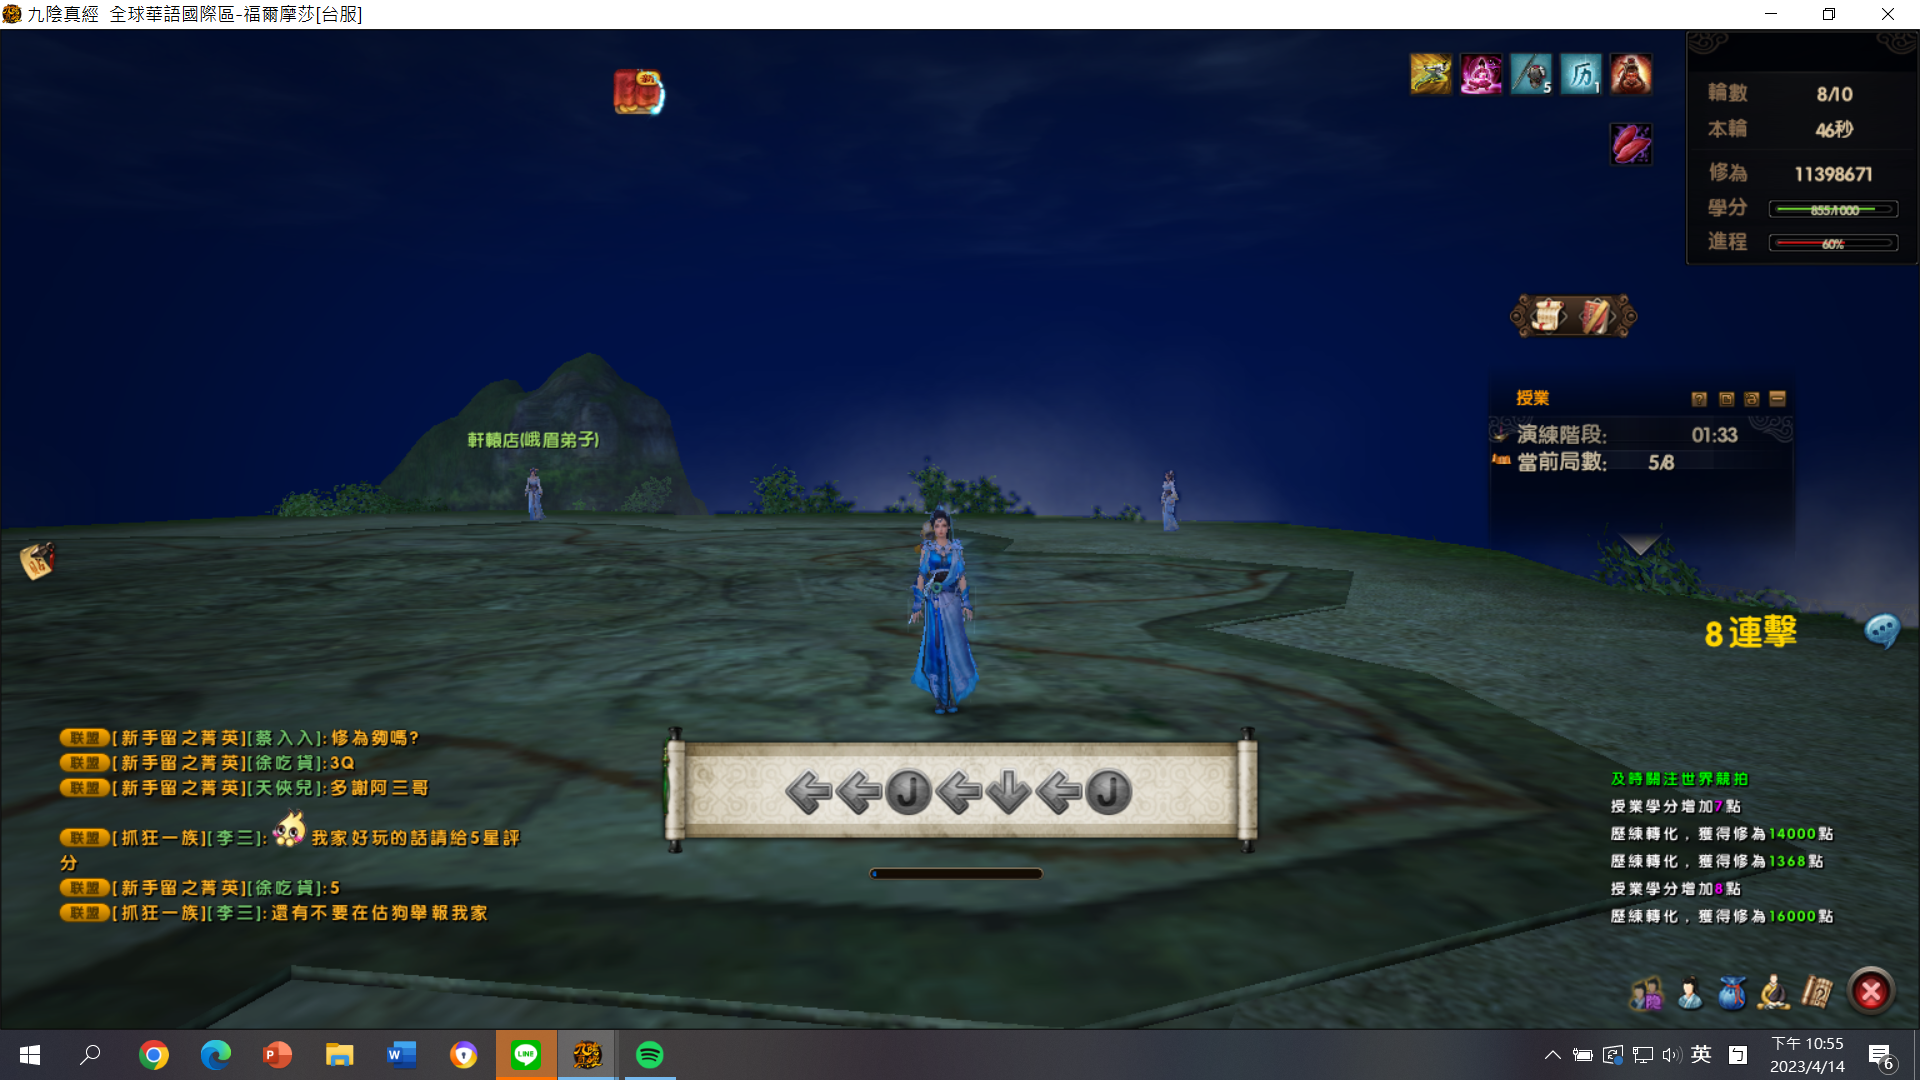 九陰真經 全球華語國際區-福爾摩莎[台服]
5
历
1
輪數 8/10
本輪 46秒
修為 11398671
學分 855/1000
進程 60%
授業
演練階段: 01:33
當前局數: 5/8
軒轅店(峨眉弟子)
8連擊
联盟 [新手留之菁英][蔡入入]:修為夠嗎?
联盟 [新手留之菁英][徐吃貨]:3Q
联盟 [新手留之菁英][天俠兒]:多謝阿三哥
联盟 [抓狂一族][李三]: 我家好玩的話請給5星評
分
联盟 [新手留之菁英][徐吃貨]:5
联盟 [抓狂一族][李三]:還有不要在估狗舉報我家
←←J←↓←J
及時關注世界競拍
授業學分增加7點
歷練轉化，獲得修為14000點
歷練轉化，獲得修為1368點
授業學分增加8點
歷練轉化，獲得修為16000點
P
W
LINE
九陰真經
英
下午 10:55
2023/4/14
6